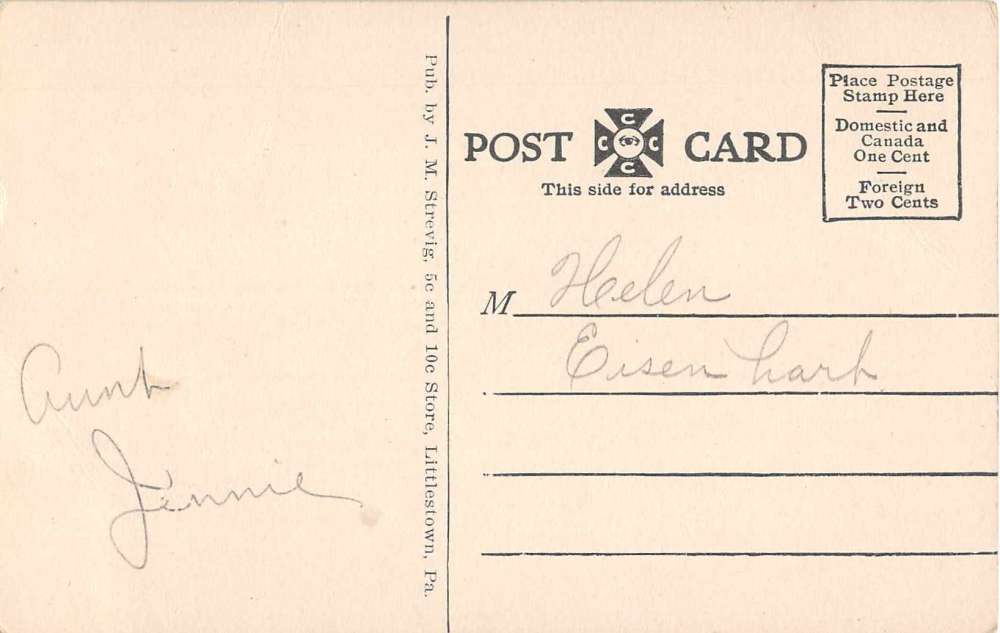 Aunt
Jennie
Pub. by J. M. Strevig, 5c and 10c Store, Littlestown, Pa.
POST CARD
C
C C
C
This side for address
Place Postage
Stamp Here
Domestic and
Canada
One Cent
Foreign
Two Cents
M Helen
Eisenhart